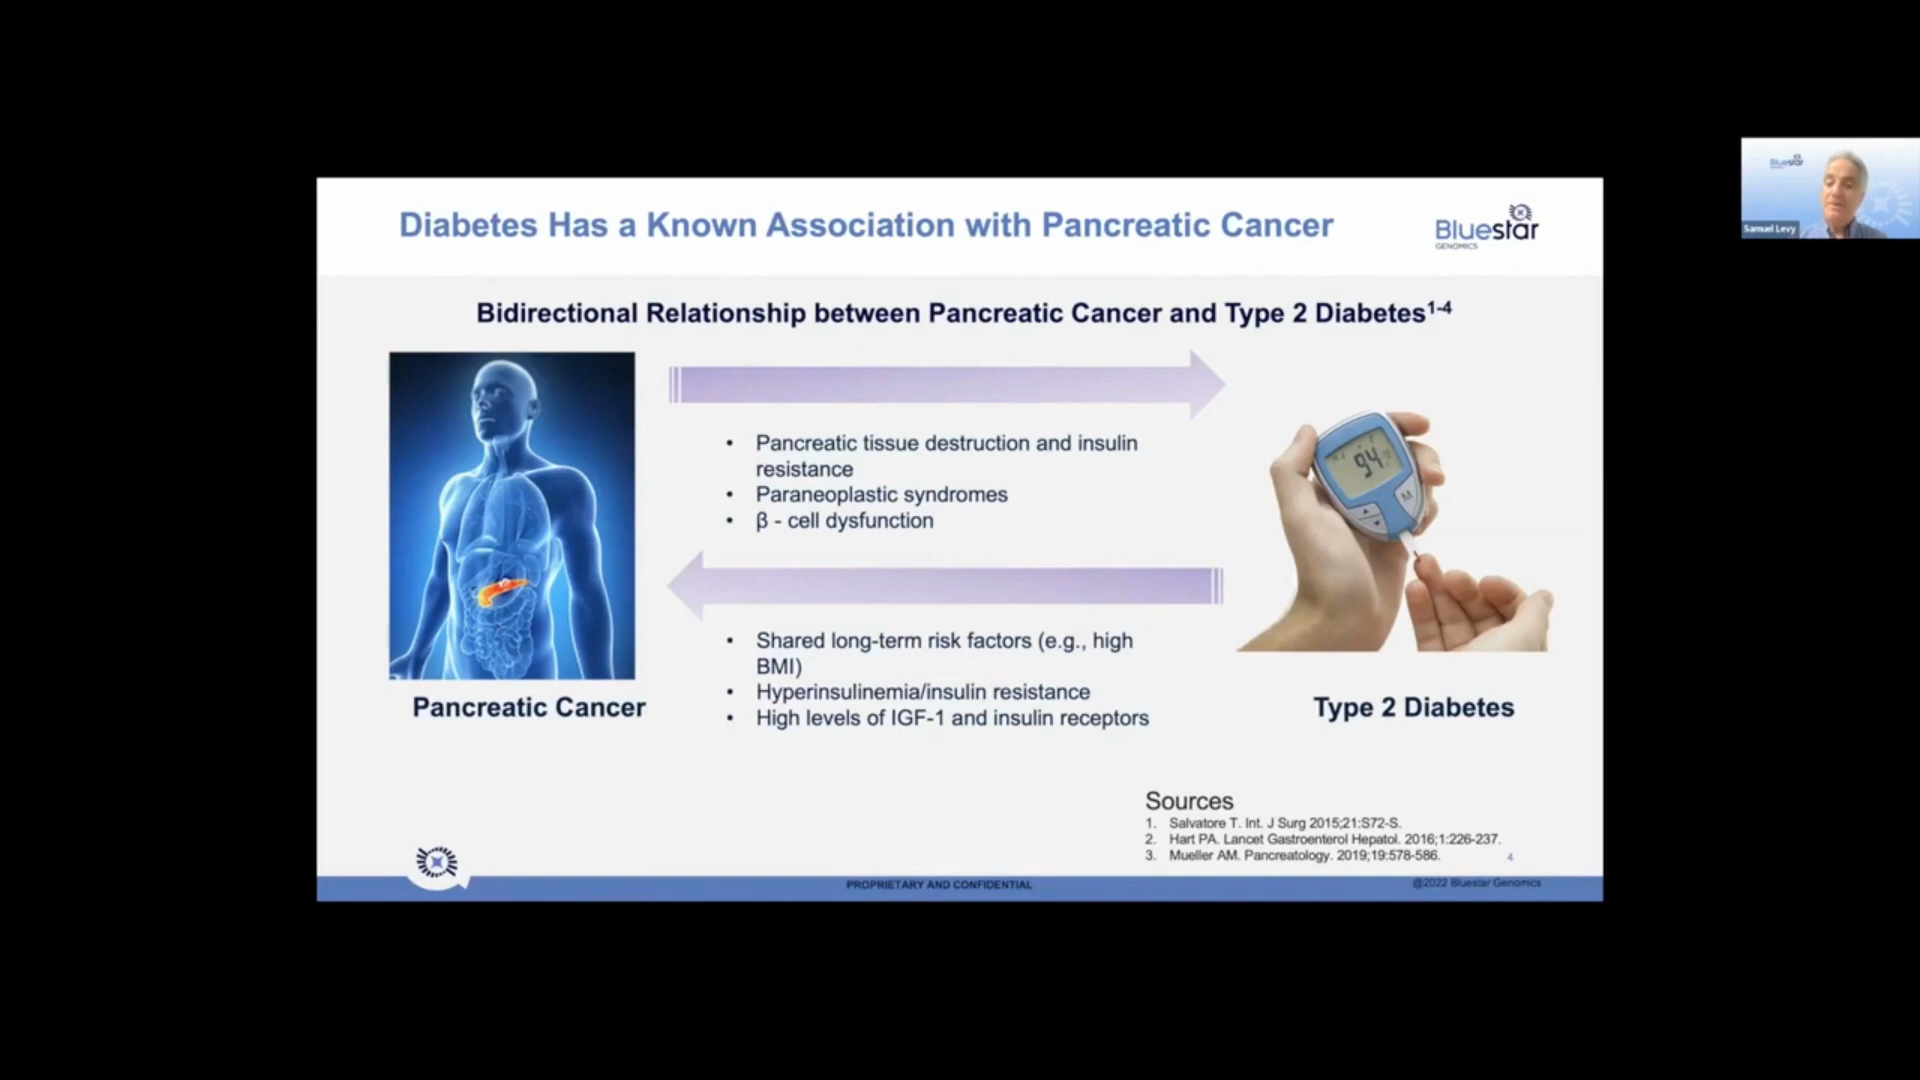 Diabetes Has a Known Association with Pancreatic Cancer
Bluestar
GENOMICS
Bluestar
Samuel Levy
Bidirectional Relationship between Pancreatic Cancer and Type 2 Diabetes1-4
• Pancreatic tissue destruction and insulin
resistance
• Paraneoplastic syndromes
• β - cell dysfunction
94
M
• Shared long-term risk factors (e.g., high
BMI)
• Hyperinsulinemia/insulin resistance
• High levels of IGF-1 and insulin receptors
Pancreatic Cancer
Type 2 Diabetes
Sources
1. Salvatore T. Int. J Surg 2015;21:S72-S.
2. Hart PA. Lancet Gastroenterol Hepatol. 2016;1:226-237.
3. Mueller AM. Pancreatology. 2019;19:578-586.
4
PROPRIETARY AND CONFIDENTIAL
@2022 Bluestar Genomics